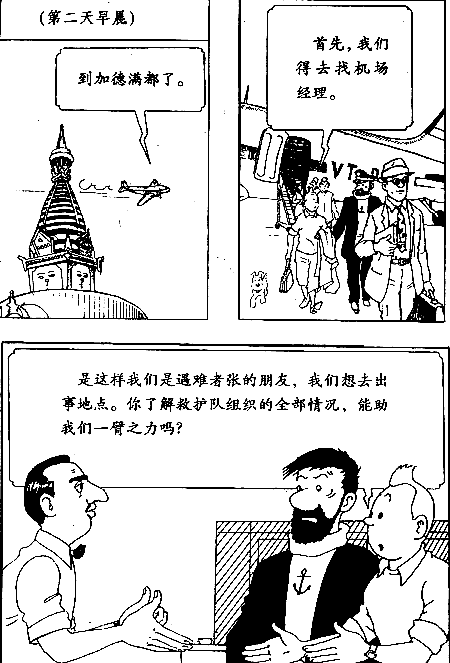 (第二天早晨)
到加德满都了。
首先,我们
得去找机场
经理。
VT
是这样我们是遇难者张的朋友,我们想去出
事地点。你了解救护队组织的全部情况,能助
我们一臂之力吗?